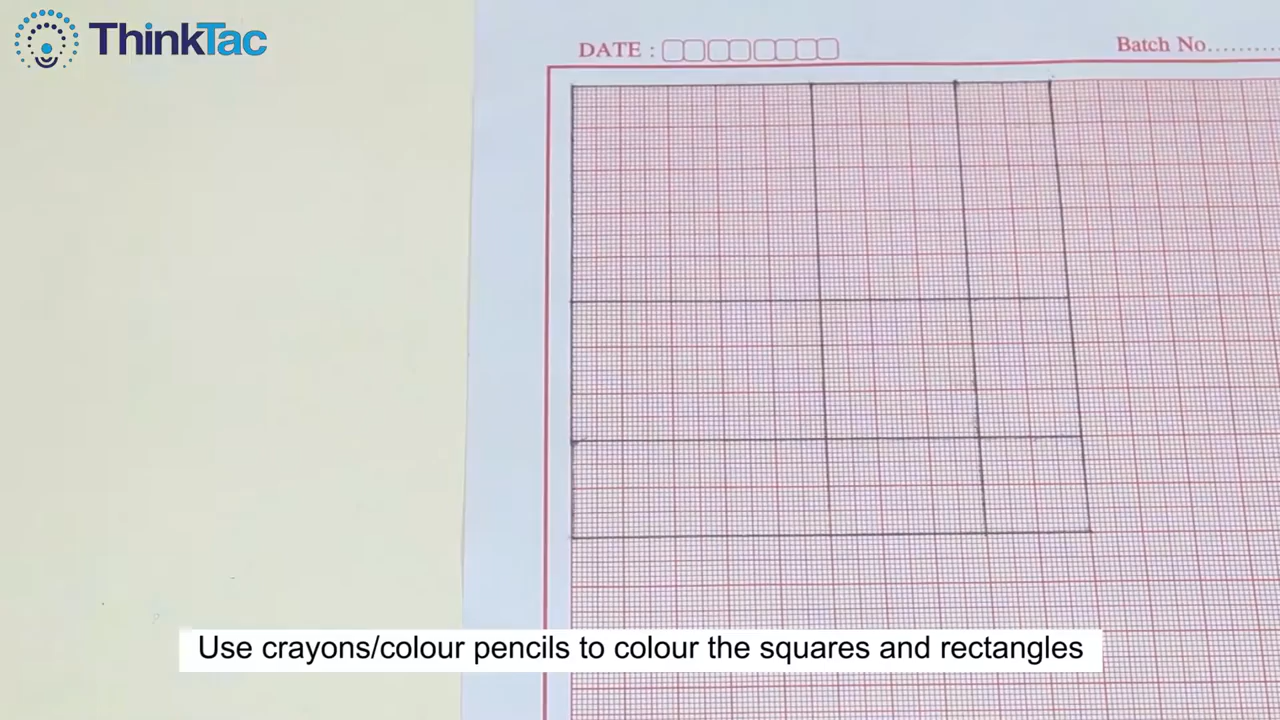 ThinkTac
DATE :
Batch No..........
Use crayons/colour pencils to colour the squares and rectangles